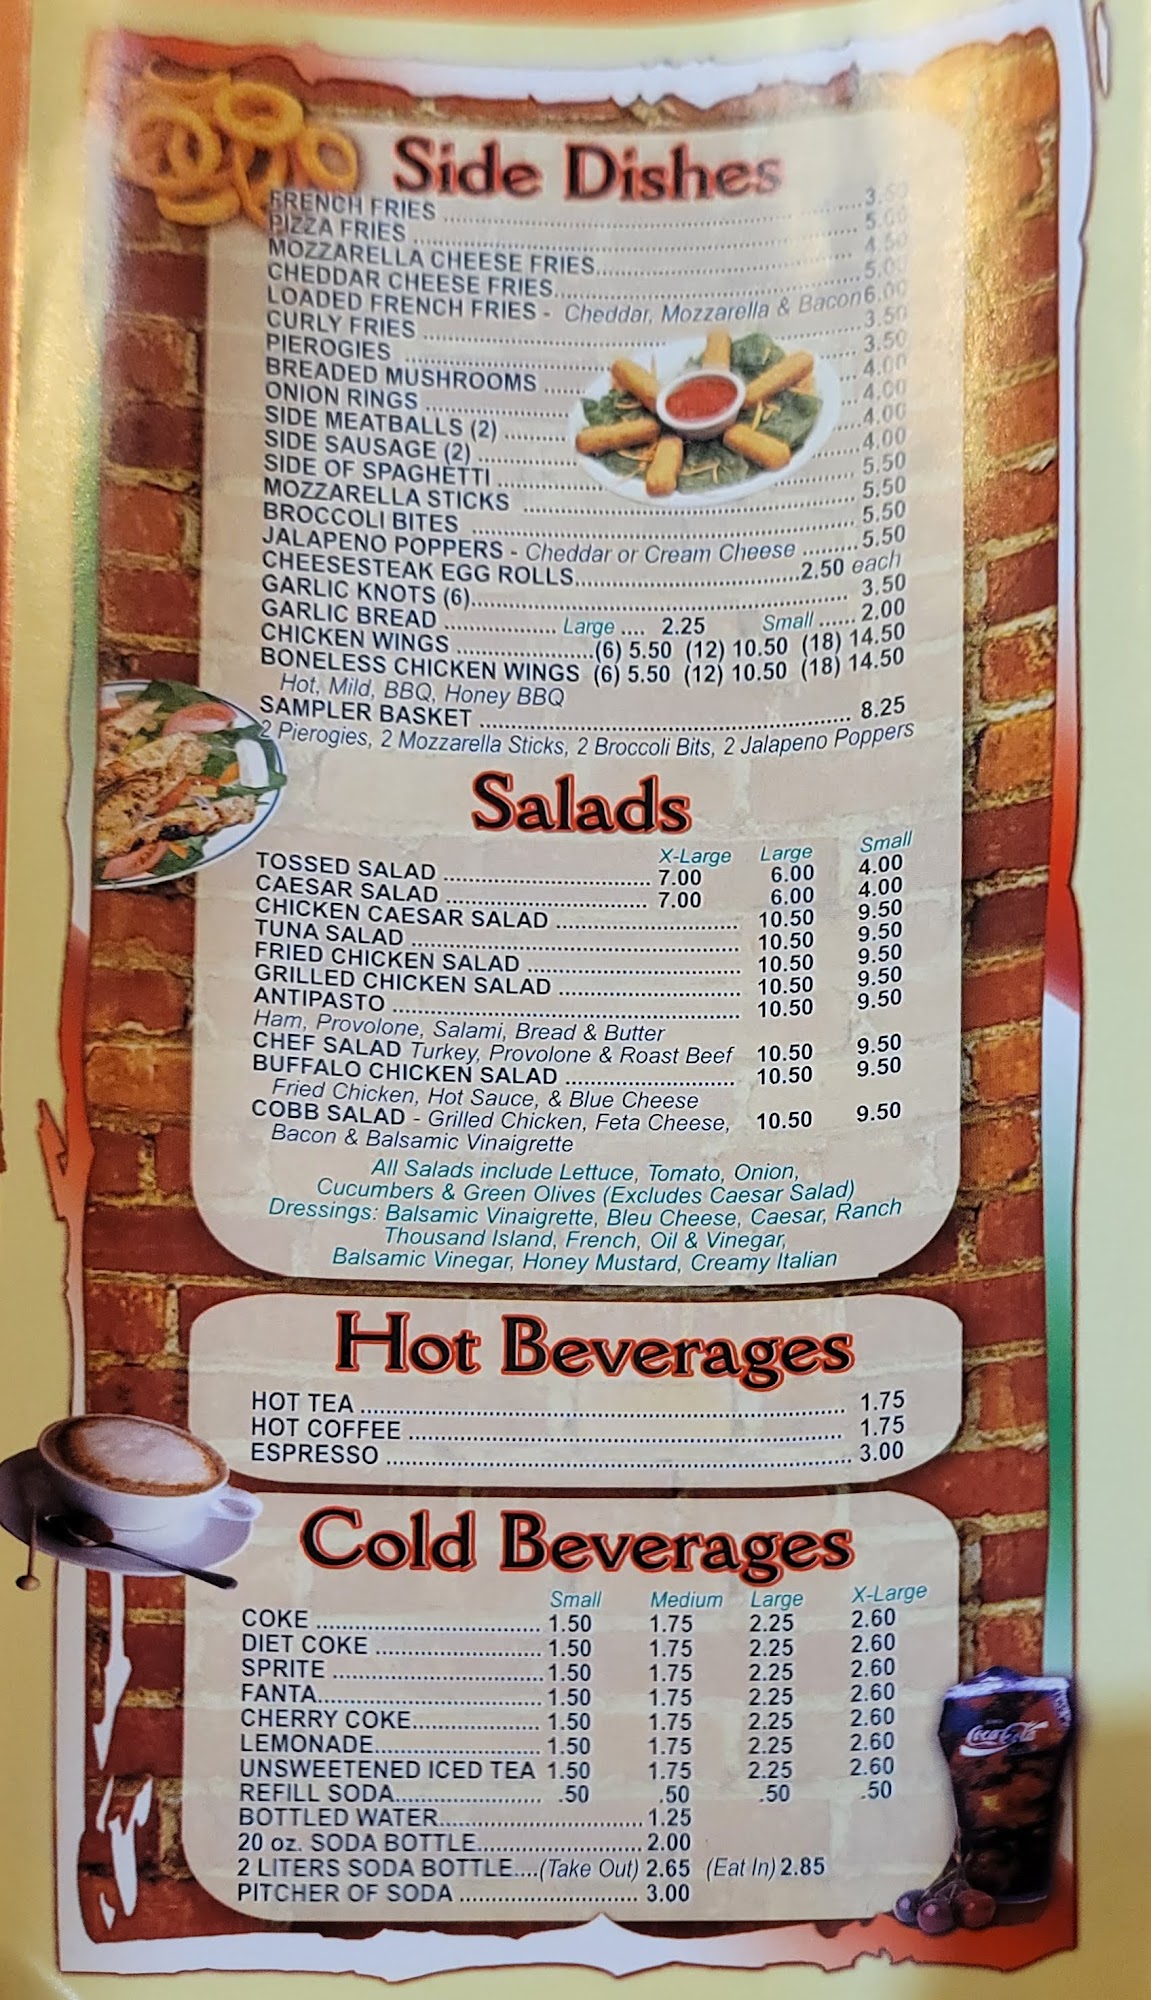 Side Dishes
FRENCH FRIES ..... 3.50
PIZZA FRIES ..... 5.00
MOZZARELLA CHEESE FRIES..... 4.50
CHEDDAR CHEESE FRIES..... 5.00
LOADED FRENCH FRIES - Cheddar, Mozzarella & Bacon 6.00
CURLY FRIES ..... 3.50
PIEROGIES ..... 3.50
BREADED MUSHROOMS ..... 4.00
ONION RINGS ..... 4.00
SIDE MEATBALLS (2) ..... 4.00
SIDE SAUSAGE (2) ..... 4.00
SIDE OF SPAGHETTI ..... 5.50
MOZZARELLA STICKS ..... 5.50
BROCCOLI BITES ..... 5.50
JALAPENO POPPERS - Cheddar or Cream Cheese ..... 5.50
CHEESESTEAK EGG ROLLS..... 2.50 each
GARLIC KNOTS (6)..... 3.50
GARLIC BREAD ..... Large .... 2.25 Small ...... 2.00
CHICKEN WINGS .....(6) 5.50 (12) 10.50 (18) 14.50
BONELESS CHICKEN WINGS (6) 5.50 (12) 10.50 (18) 14.50
Hot, Mild, BBQ, Honey BBQ
SAMPLER BASKET ..... 8.25
2 Pierogies, 2 Mozzarella Sticks, 2 Broccoli Bits, 2 Jalapeno Poppers
Salads
X-Large Large Small
TOSSED SALAD ..... 7.00 6.00 4.00
CAESAR SALAD ..... 7.00 6.00 4.00
CHICKEN CAESAR SALAD ..... 10.50 9.50
TUNA SALAD ..... 10.50 9.50
FRIED CHICKEN SALAD ..... 10.50 9.50
GRILLED CHICKEN SALAD ..... 10.50 9.50
ANTIPASTO ..... 10.50 9.50
Ham, Provolone, Salami, Bread & Butter
CHEF SALAD Turkey, Provolone & Roast Beef 10.50 9.50
BUFFALO CHICKEN SALAD ..... 10.50 9.50
Fried Chicken, Hot Sauce, & Blue Cheese
COBB SALAD - Grilled Chicken, Feta Cheese, 10.50 9.50
Bacon & Balsamic Vinaigrette
All Salads include Lettuce, Tomato, Onion,
Cucumbers & Green Olives (Excludes Caesar Salad)
Dressings: Balsamic Vinaigrette, Bleu Cheese, Caesar, Ranch
Thousand Island, French, Oil & Vinegar,
Balsamic Vinegar, Honey Mustard, Creamy Italian
Hot Beverages
HOT TEA ..... 1.75
HOT COFFEE ..... 1.75
ESPRESSO ..... 3.00
Cold Beverages
Small Medium Large X-Large
COKE ..... 1.50 1.75 2.25 2.60
DIET COKE ..... 1.50 1.75 2.25 2.60
SPRITE ..... 1.50 1.75 2.25 2.60
FANTA..... 1.50 1.75 2.25 2.60
CHERRY COKE..... 1.50 1.75 2.25 2.60
LEMONADE..... 1.50 1.75 2.25 2.60
UNSWEETENED ICED TEA 1.50 1.75 2.25 2.60
REFILL SODA..... .50 .50 .50 .50
BOTTLED WATER..... 1.25
20 oz. SODA BOTTLE..... 2.00
2 LITERS SODA BOTTLE....(Take Out) 2.65 (Eat In) 2.85
PITCHER OF SODA ..... 3.00
Coca-Cola